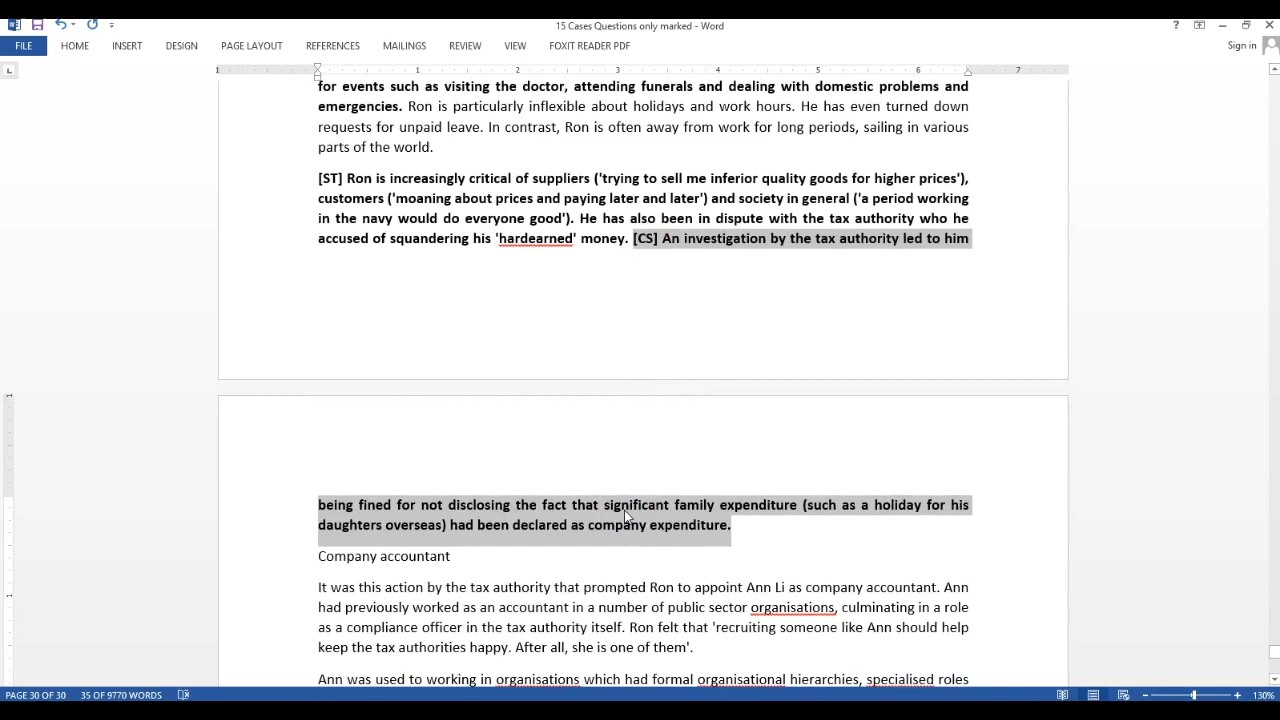 15 Cases Questions only marked - Word
?
FILE HOME INSERT DESIGN PAGE LAYOUT REFERENCES MAILINGS REVIEW VIEW FOXIT READER PDF Sign in
L 1 1 2 3 4 5 6 7
for events such as visiting the doctor, attending funerals and dealing with domestic problems and
emergencies. Ron is particularly inflexible about holidays and work hours. He has even turned down
requests for unpaid leave. In contrast, Ron is often away from work for long periods, sailing in various
parts of the world.
[ST] Ron is increasingly critical of suppliers ('trying to sell me inferior quality goods for higher prices'),
customers ('moaning about prices and paying later and later') and society in general ('a period working
in the navy would do everyone good'). He has also been in dispute with the tax authority who he
accused of squandering his 'hardearned' money. [CS] An investigation by the tax authority led to him
being fined for not disclosing the fact that significant family expenditure (such as a holiday for his
daughters overseas) had been declared as company expenditure.
Company accountant
It was this action by the tax authority that prompted Ron to appoint Ann Li as company accountant. Ann
had previously worked as an accountant in a number of public sector organisations, culminating in a role
as a compliance officer in the tax authority itself. Ron felt that 'recruiting someone like Ann should help
keep the tax authorities happy. After all, she is one of them'.
Ann was used to working in organisations which had formal organisational hierarchies, specialised roles
PAGE 30 OF 30 35 OF 9770 WORDS 130%